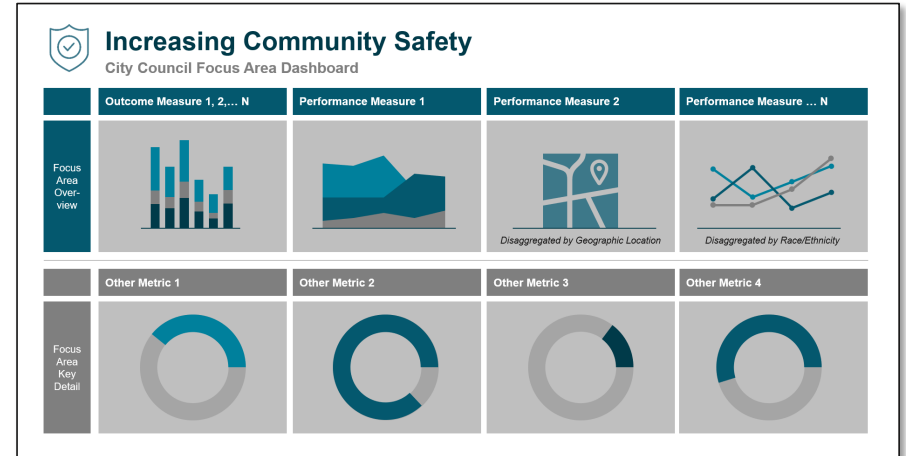 Increasing Community Safety
City Council Focus Area Dashboard
Outcome Measure 1, 2,... N
Performance Measure 1
Performance Measure 2
Performance Measure ... N
Focus
Area
Over-
view
Disaggregated by Geographic Location
Disaggregated by Race/Ethnicity
Other Metric 1
Other Metric 2
Other Metric 3
Other Metric 4
Focus
Area
Key
Detail